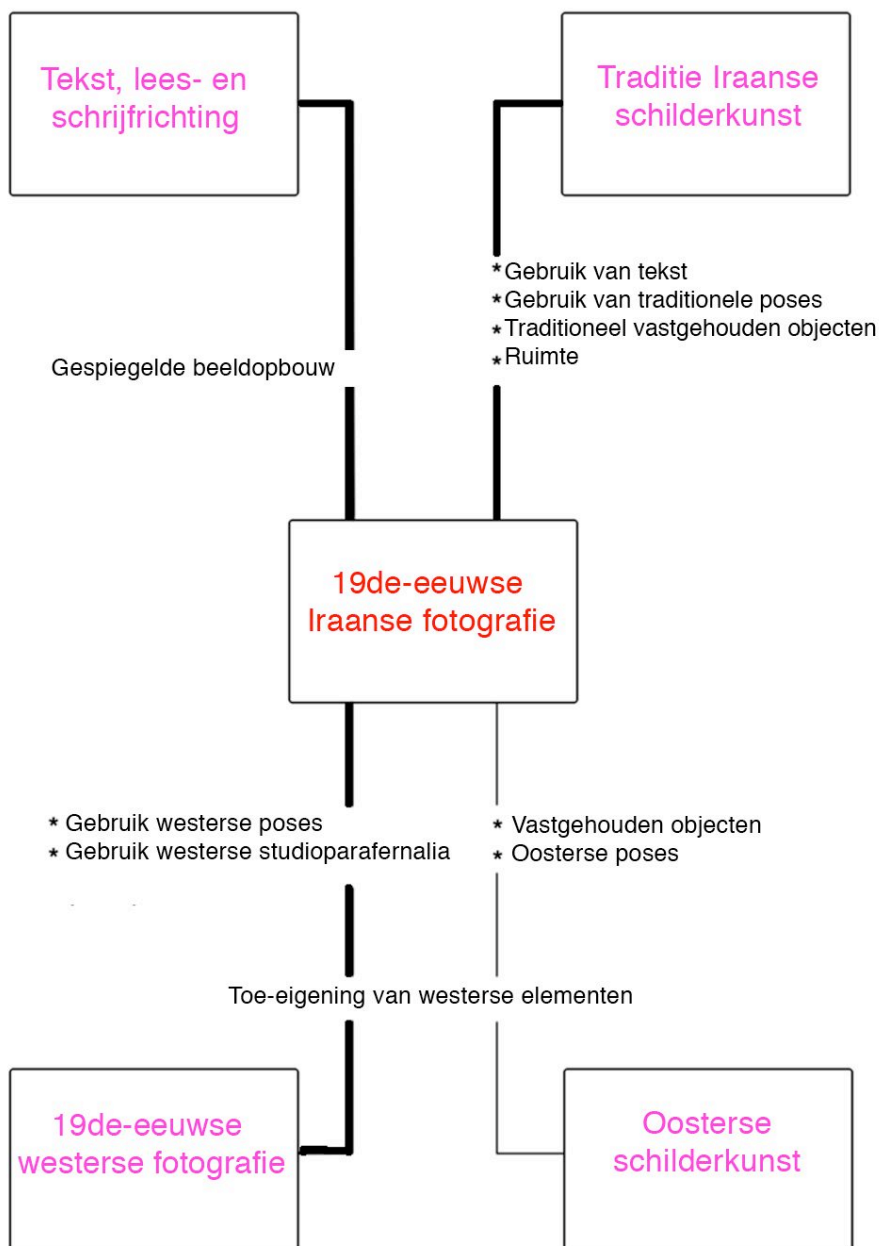 Tekst, lees- en
schrijfrichting
Traditie Iraanse
schilderkunst
* Gebruik van tekst
* Gebruik van traditionele poses
* Traditioneel vastgehouden objecten
* Ruimte
Gespiegelde beeldopbouw
19de-eeuwse
Iraanse fotografie
* Gebruik westerse poses
* Gebruik westerse studioparafernalia
* Vastgehouden objecten
* Oosterse poses
Toe-eigening van westerse elementen
19de-eeuwse
westerse fotografie
Oosterse
schilderkunst